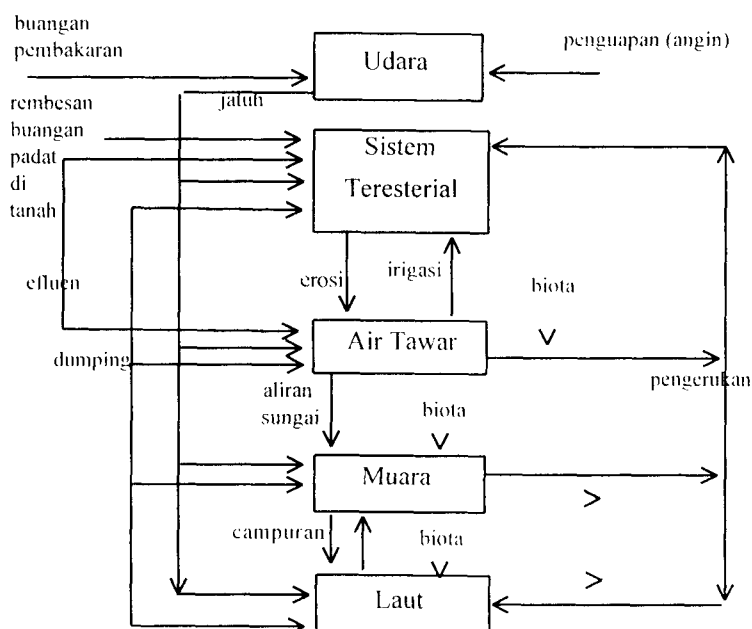 buangan
pembakaran
Udara
penguapan (angin)
jatuh
rembesan
buangan
padat
di
tanah
Sistem
Teresterial
efluen
erosi
irigasi
biota
Air Tawar
dumping
pengerukan
aliran
sungai
biota
Muara
campuran
biota
Laut